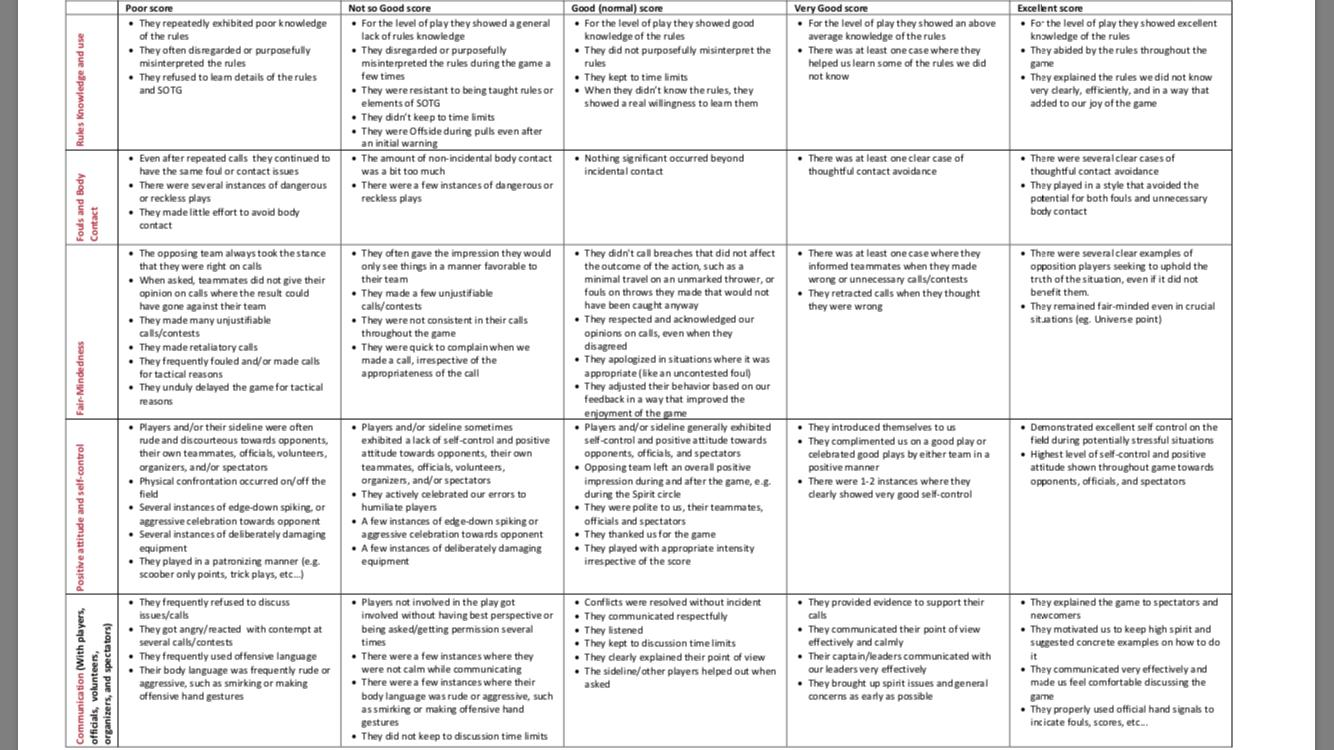 Poor score
Not so Good score
Good (normal) score
Very Good score
Excellent score
Rules Knowledge and use
• They repeatedly exhibited poor knowledge
of the rules
• They often disregarded or purposefully
misinterpreted the rules
• They refused to learn details of the rules
and SOTG
• For the level of play they showed a general
lack of rules knowledge
• They disregarded or purposefully
misinterpreted the rules during the game a
few times
• They were resistant to being taught rules or
elements of SOTG
• They didn't keep to time limits
• They were Offside during pulls even after
an initial warning
• For the level of play they showed good
knowledge of the rules
• They did not purposefully misinterpret the
rules
• They kept to time limits
• When they didn't know the rules, they
showed a real willingness to learn them
• For the level of play they showed an above
average knowledge of the rules
• There was at least one case where they
helped us learn some of the rules we did
not know
• For the level of play they showed excellent
knowledge of the rules
• They abided by the rules throughout the
game
• They explained the rules we did not know
very clearly, efficiently, and in a way that
added to our joy of the game
Fouls and Body
Contact
• Even after repeated calls they continued to
have the same foul or contact issues
• There were several instances of dangerous
or reckless plays
• They made little effort to avoid body
contact
• The amount of non-incidental body contact
was a bit too much
• There were a few instances of dangerous or
reckless plays
• Nothing significant occurred beyond
incidental contact
• There was at least one clear case of
thoughtful contact avoidance
• There were several clear cases of
thoughtful contact avoidance
• They played in a style that avoided the
potential for both fouls and unnecessary
body contact
Fair-Mindedness
• The opposing team always took the stance
that they were right on calls
• When asked, teammates did not give their
opinion on calls where the result could
have gone against their team
• They made many unjustifiable
calls/contests
• They made retaliatory calls
• They frequently fouled and/or made calls
for tactical reasons
• They unduly delayed the game for tactical
reasons
• They often gave the impression they would
only see things in a manner favorable to
their team
• They made a few unjustifiable
calls/contests
• They were not consistent in their calls
throughout the game
• They were quick to complain when we
made a call, irrespective of the
appropriateness of the call
• They didn't call breaches that did not affect
the outcome of the action, such as a
minimal travel on an unmarked thrower, or
fouls on throws they made that would not
have been caught anyway
• They respected and acknowledged our
opinions on calls, even when they
disagreed
• They apologized in situations where it was
appropriate (like an uncontested foul)
• They adjusted their behavior based on our
feedback in a way that improved the
enjoyment of the game
• There was at least one case where they
informed teammates when they made
wrong or unnecessary calls/contests
• They retracted calls when they thought
they were wrong
• There were several clear examples of
opposition players seeking to uphold the
truth of the situation, even if it did not
benefit them.
• They remained fair-minded even in crucial
situations (eg. Universe point)
Positive attitude and self-control
• Players and/or their sideline were often
rude and discourteous towards opponents,
their own teammates, officials, volunteers,
organizers, and/or spectators
• Physical confrontation occurred on/off the
field
• Several instances of edge-down spiking, or
aggressive celebration towards opponent
• Several instances of deliberately damaging
equipment
• They played in a patronizing manner (e.g.
scoober only points, trick plays, etc...)
• Players and/or sideline sometimes
exhibited a lack of self-control and positive
attitude towards opponents, their own
teammates, officials, volunteers,
organizers, and/or spectators
• They actively celebrated our errors to
humiliate players
• A few instances of edge-down spiking or
aggressive celebration towards opponent
• A few instances of deliberately damaging
equipment
• Players and/or sideline generally exhibited
self-control and positive attitude towards
opponents, officials, and spectators
• Opposing team left an overall positive
impression during and after the game, e.g.
during the Spirit circle
• They were polite to us, their teammates,
officials and spectators
• They thanked us for the game
• They played with appropriate intensity
irrespective of the score
• They introduced themselves to us
• They complimented us on a good play or
celebrated good plays by either team in a
positive manner
• There were 1-2 instances where they
clearly showed very good self-control
• Demonstrated excellent self control on the
field during potentially stressful situations
• Highest level of self-control and positive
attitude shown throughout game towards
opponents, officials, and spectators
Communication (With players,
officials, volunteers,
organizers, and spectators)
• They frequently refused to discuss
issues/calls
• They got angry/reacted with contempt at
several calls/contests
• They frequently used offensive language
• Their body language was frequently rude or
aggressive, such as smirking or making
offensive hand gestures
• Players not involved in the play got
involved without having best perspective or
being asked/getting permission several
times
• There were a few instances where they
were not calm while communicating
• There were a few instances where their
body language was rude or aggressive, such
as smirking or making offensive hand
gestures
• They did not keep to discussion time limits
• Conflicts were resolved without incident
• They communicated respectfully
• They listened
• They kept to discussion time limits
• They clearly explained their point of view
• The sideline/other players helped out when
asked
• They provided evidence to support their
calls
• They communicated their point of view
effectively and calmly
• Their captain/leaders communicated with
our leaders very effectively
• They brought up spirit issues and general
concerns as early as possible
• They explained the game to spectators and
newcomers
• They motivated us to keep high spirit and
suggested concrete examples on how to do
it
• They communicated very effectively and
made us feel comfortable discussing the
game
• They properly used official hand signals to
indicate fouls, scores, etc...